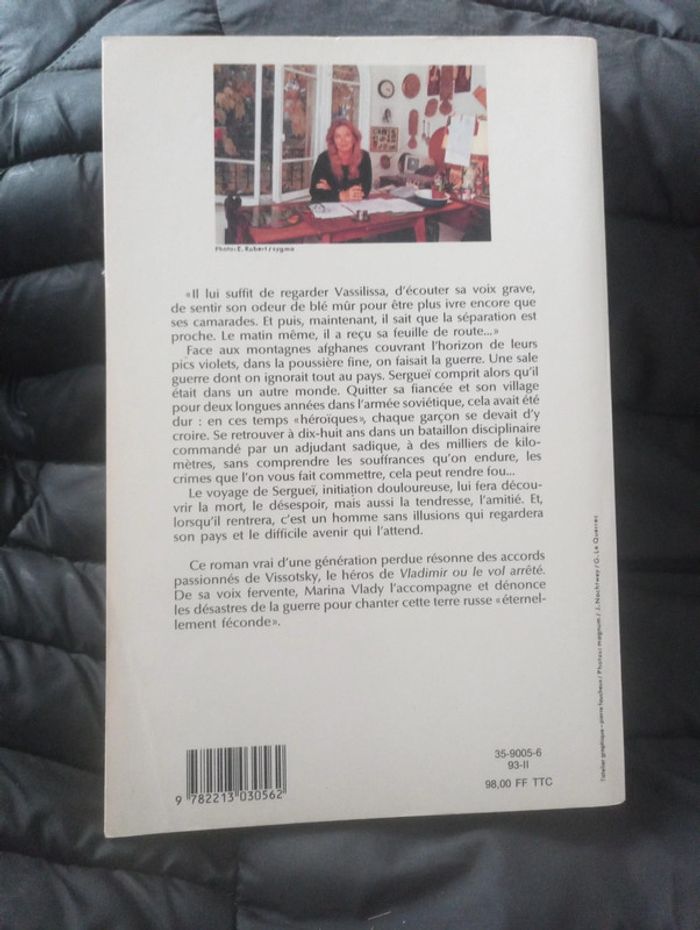 Photo: E. Robert / sygma
«Il lui suffit de regarder Vassilissa, d'écouter sa voix grave,
de sentir son odeur de blé mûr pour être plus ivre encore que
ses camarades. Et puis, maintenant, il sait que la séparation est
proche. Le matin même, il a reçu sa feuille de route...»
Face aux montagnes afghanes couvrant l'horizon de leurs
pics violets, dans la poussière fine, on faisait la guerre. Une sale
guerre dont on ignorait tout au pays. Sergueï comprit alors qu'il
était dans un autre monde. Quitter sa fiancée et son village
pour deux longues années dans l'armée soviétique, cela avait été
dur : en ces temps «héroïques», chaque garçon se devait d'y
croire. Se retrouver à dix-huit ans dans un bataillon disciplinaire
commandé par un adjudant sadique, à des milliers de kilo-
mètres, sans comprendre les souffrances qu'on endure, les
crimes que l'on vous fait commettre, cela peut rendre fou...
Le voyage de Sergueï, initiation douloureuse, lui fera décou-
vrir la mort, le désespoir, mais aussi la tendresse, l'amitié. Et,
lorsqu'il rentrera, c'est un homme sans illusions qui regardera
son pays et le difficile avenir qui l'attend.
Ce roman vrai d'une génération perdue résonne des accords
passionnés de Vissotsky, le héros de Vladimir ou le vol arrêté.
De sa voix fervente, Marina Vlady l'accompagne et dénonce
les désastres de la guerre pour chanter cette terre russe «éternel-
lement féconde».
l'atelier graphique - pierre faucheux / Photos: magnum / J. Nachtwey / G. Le Querrec
35-9005-6
93-II
98,00 FF TTC
9 782213 030562